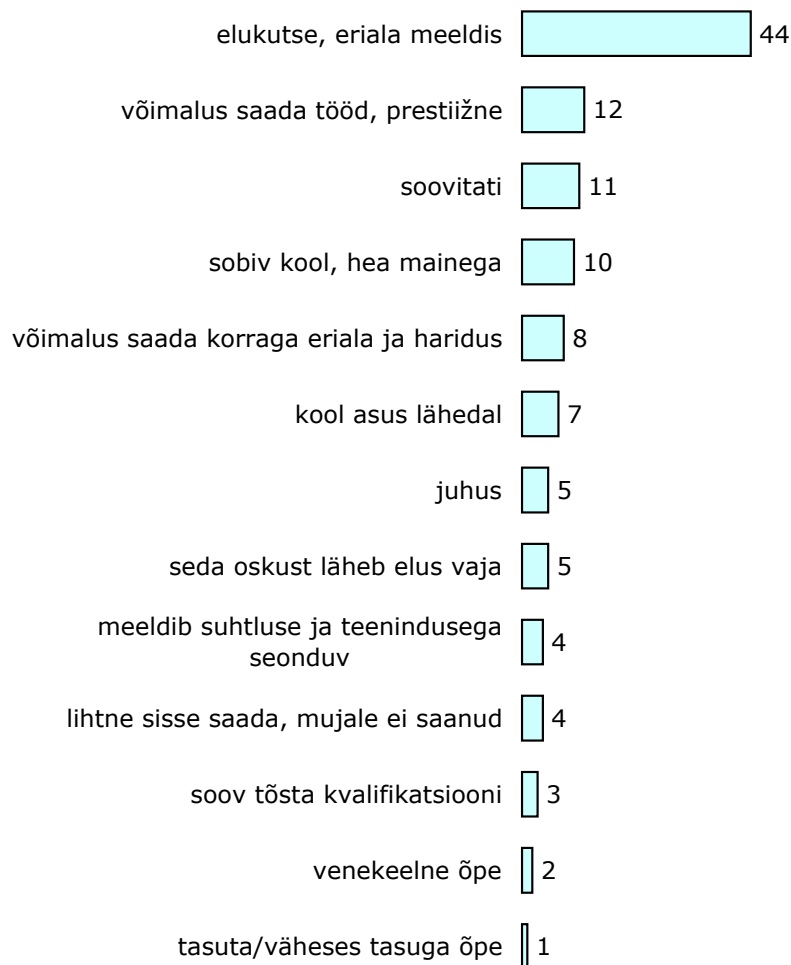 elukutse, eriala meeldis 44
võimalus saada tööd, prestiižne 12
soovitati 11
sobiv kool, hea mainega 10
võimalus saada korraga eriala ja haridus 8
kool asus lähedal 7
juhus 5
seda oskust läheb elus vaja 5
meeldib suhtluse ja teenindusega
seonduv 4
lihtne sisse saada, mujale ei saanud 4
soov tõsta kvalifikatsiooni 3
venekeelne õpe 2
tasuta/väheses tasuga õpe 1